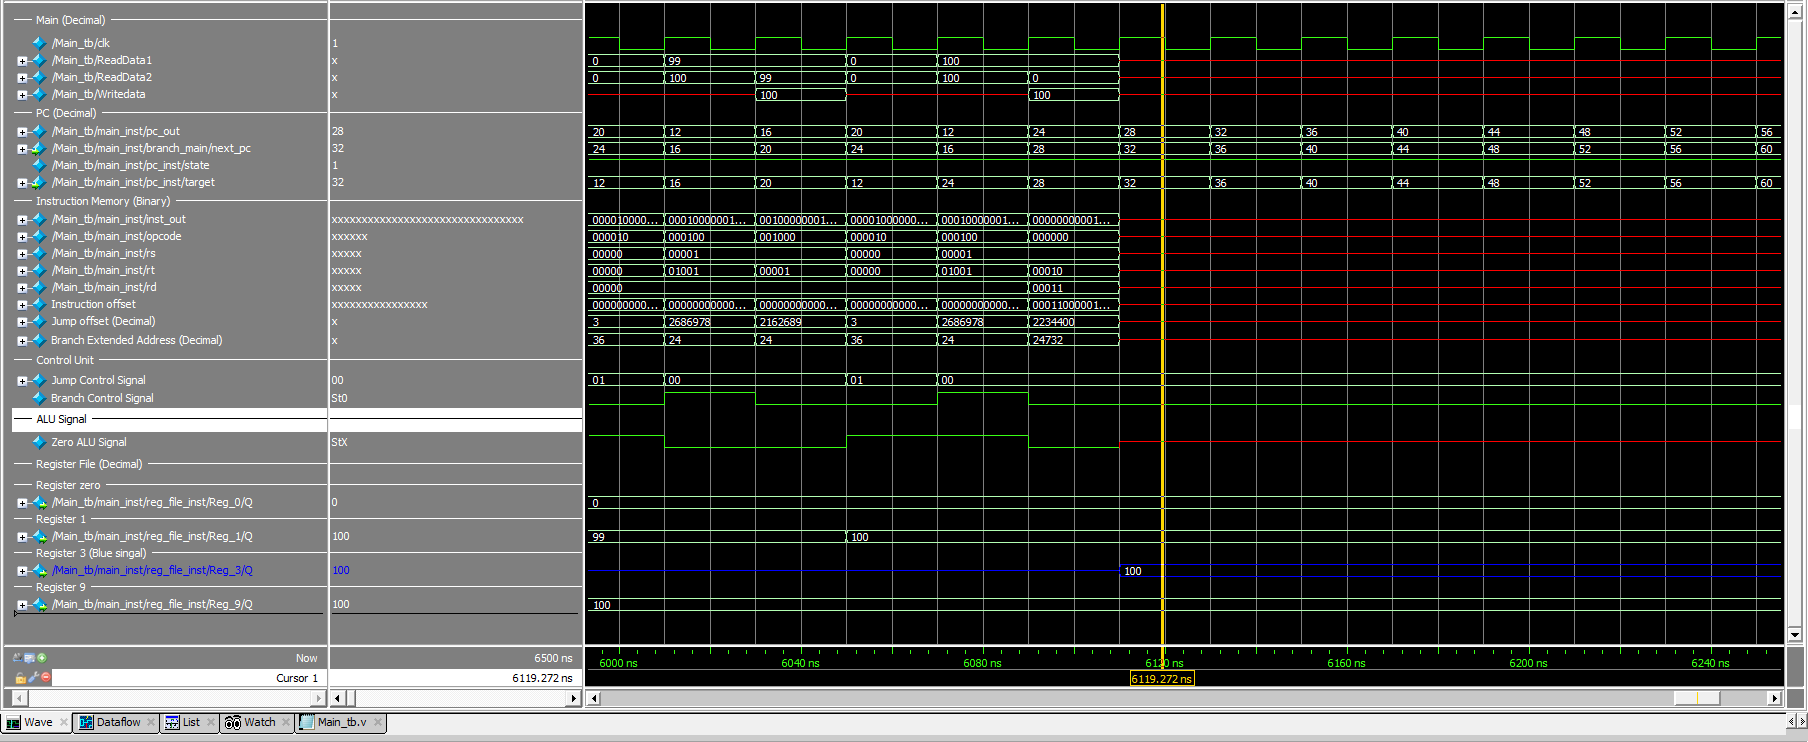 Main (Decimal)
/Main_tb/clk 1
/Main_tb/ReadData1 x 0 99 0 100
/Main_tb/ReadData2 x 0 100 99 0 100 0
/Main_tb/Writedata x 100 100
PC (Decimal)
/Main_tb/main_inst/pc_out 28 20 12 16 20 12 24 28 32 36 40 44 48 52 56
/Main_tb/main_inst/branch_main/next_pc 32 24 16 20 24 16 28 32 36 40 44 48 52 56 60
/Main_tb/main_inst/pc_inst/state 1
/Main_tb/main_inst/pc_inst/target 32 12 16 20 12 24 28 32 36 40 44 48 52 56 60
Instruction Memory (Binary)
/Main_tb/main_inst/inst_out xxxxxxxxxxxxxxxxxxxxxxxxxxxxxxxx 000010000... 00010000001... 00100000001... 000010000000... 00010000001... 00000000001...
/Main_tb/main_inst/opcode xxxxxx 000010 000100 001000 000010 000100 000000
/Main_tb/main_inst/rs xxxxx 00000 00001 00000 00001
/Main_tb/main_inst/rt xxxxx 00000 01001 00001 00000 01001 00010
/Main_tb/main_inst/rd xxxxx 00000 00011
Instruction offset xxxxxxxxxxxxxxxx 000000000... 00000000000... 00000000000... 00000000000... 00000000000... 00011000001...
Jump offset (Decimal) x 3 2686978 2162689 3 2686978 2234400
Branch Extended Address (Decimal) x 36 24 24 36 24 24732
Control Unit
Jump Control Signal 00 01 00 01 00
Branch Control Signal St0
ALU Signal
Zero ALU Signal StX
Register File (Decimal)
Register zero
/Main_tb/main_inst/reg_file_inst/Reg_0/Q 0 0
Register 1
/Main_tb/main_inst/reg_file_inst/Reg_1/Q 100 99 100
Register 3 (Blue singal)
/Main_tb/main_inst/reg_file_inst/Reg_3/Q 100 100
Register 9
/Main_tb/main_inst/reg_file_inst/Reg_9/Q 100 100
Now 6500 ns 6000 ns 6040 ns 6080 ns 6120 ns 6160 ns 6200 ns 6240 ns
Cursor 1 6119.272 ns 6119.272 ns
Wave Dataflow List Watch Main_tb.v